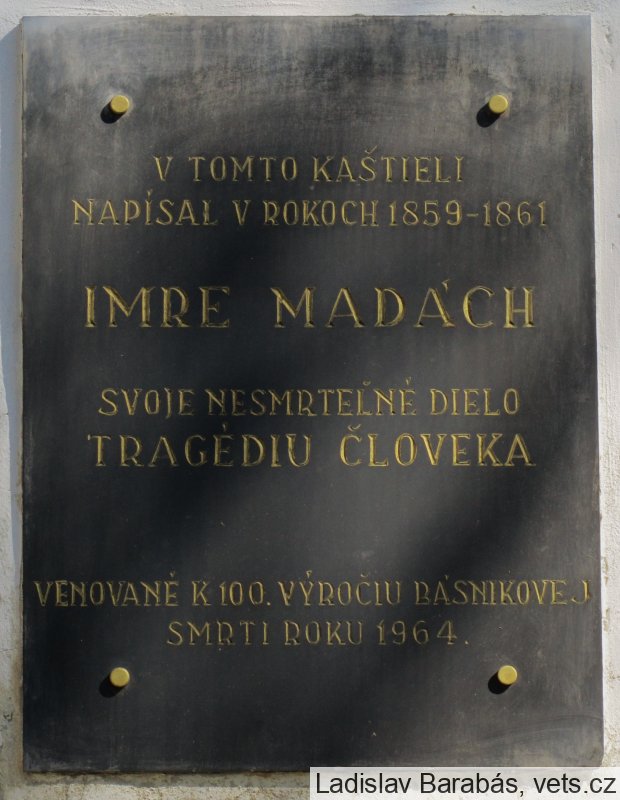 V TOMTO KAŠTIELI
NAPÍSAL V ROKOCH 1859-1861
IMRE MADÁCH
SVOJE NESMRTEĽNÉ DIELO
TRAGÉDIU ČLOVEKA
VENOVANÉ K 100. VÝROČIU BÁSNIKOVEJ
SMRTI ROKU 1964.
Ladislav Barabás, vets.cz